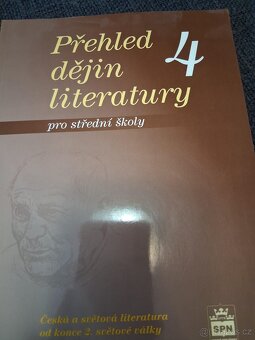 Přehled
dějin 4
literatury
pro střední školy
Česká a světová literatura
od konce 2. světové války
SPN